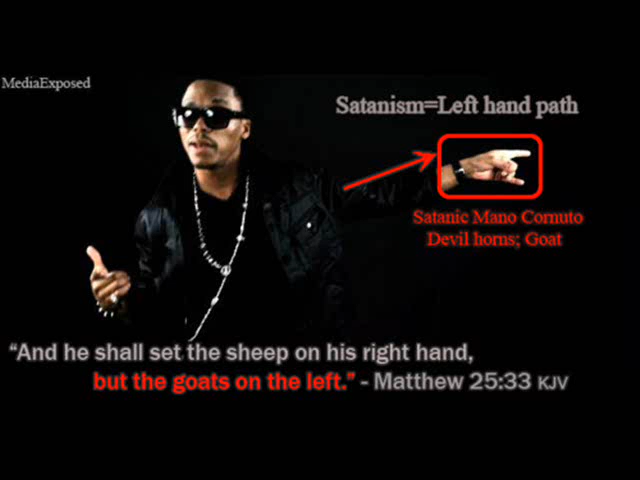 MediaExposed
Satanism=Left hand path
Satanic Mano Cornuto
Devil horns; Goat
“And he shall set the sheep on his right hand,
but the goats on the left.” - Matthew 25:33 KJV